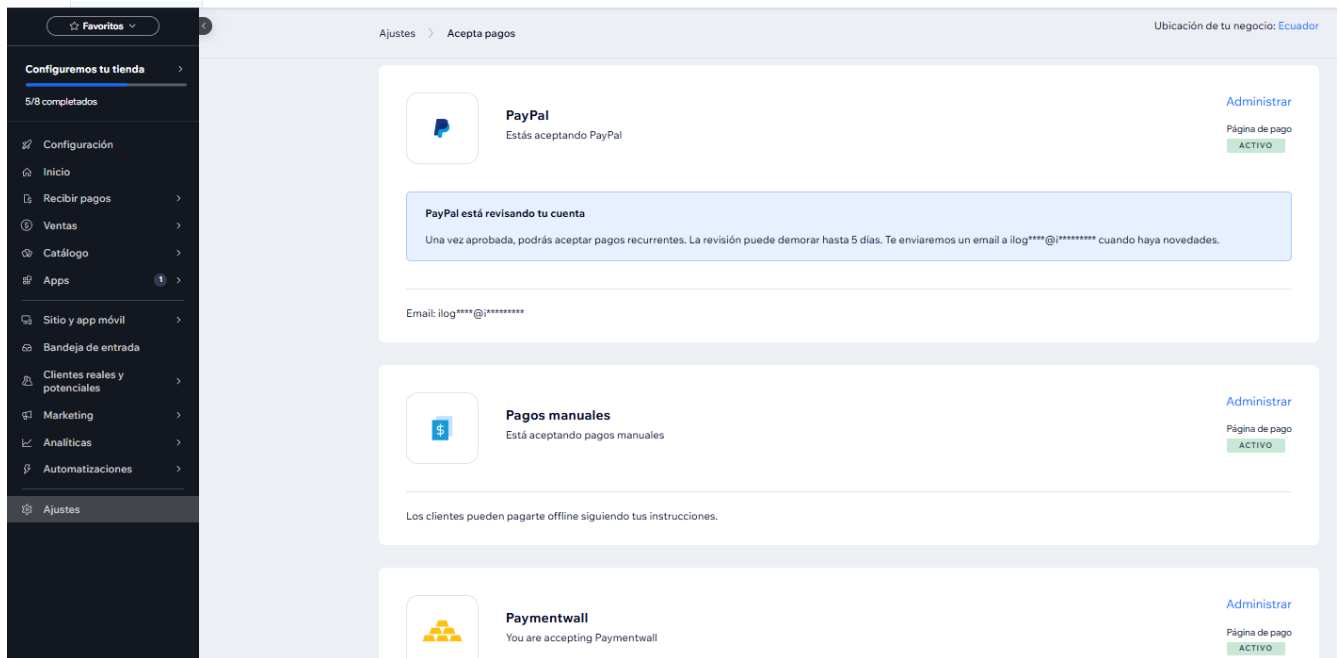 Favoritos
Configuremos tu tienda
5/8 completados
Configuración
Inicio
Recibir pagos
Ventas
Catálogo
Apps 1
Sitio y app móvil
Bandeja de entrada
Clientes reales y
potenciales
Marketing
Analíticas
Automatizaciones
Ajustes
Ajustes > Acepta pagos
Ubicación de tu negocio: Ecuador
PayPal
Estás aceptando PayPal
Administrar
Página de pago
ACTIVO
PayPal está revisando tu cuenta
Una vez aprobada, podrás aceptar pagos recurrentes. La revisión puede demorar hasta 5 días. Te enviaremos un email a ilog****@i********* cuando haya novedades.
Email: ilog****@i*********
Pagos manuales
Está aceptando pagos manuales
Administrar
Página de pago
ACTIVO
Los clientes pueden pagarte offline siguiendo tus instrucciones.
Paymentwall
You are accepting Paymentwall
Administrar
Página de pago
ACTIVO